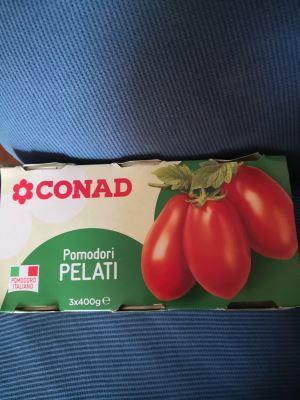 CONAD
Pomodori
PELATI
POMODORO
ITALIANO
3x400g℮